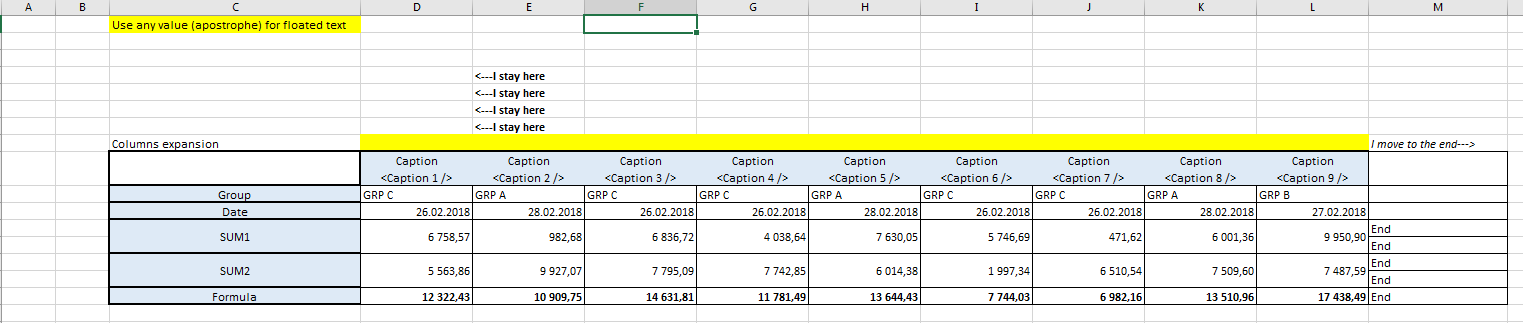 A B C D E F G H I J K L M
Use any value (apostrophe) for floated text
<---I stay here
<---I stay here
<---I stay here
<---I stay here
Columns expansion I move to the end--->
Caption Caption Caption Caption Caption Caption Caption Caption Caption
<Caption 1 /> <Caption 2 /> <Caption 3 /> <Caption 4 /> <Caption 5 /> <Caption 6 /> <Caption 7 /> <Caption 8 /> <Caption 9 />
Group GRP C GRP A GRP C GRP C GRP A GRP C GRP C GRP A GRP B
Date 26.02.2018 28.02.2018 26.02.2018 26.02.2018 28.02.2018 26.02.2018 26.02.2018 28.02.2018 27.02.2018
End
SUM1 6 758,57 982,68 6 836,72 4 038,64 7 630,05 5 746,69 471,62 6 001,36 9 950,90
End
End
SUM2 5 563,86 9 927,07 7 795,09 7 742,85 6 014,38 1 997,34 6 510,54 7 509,60 7 487,59
End
Formula 12 322,43 10 909,75 14 631,81 11 781,49 13 644,43 7 744,03 6 982,16 13 510,96 17 438,49 End